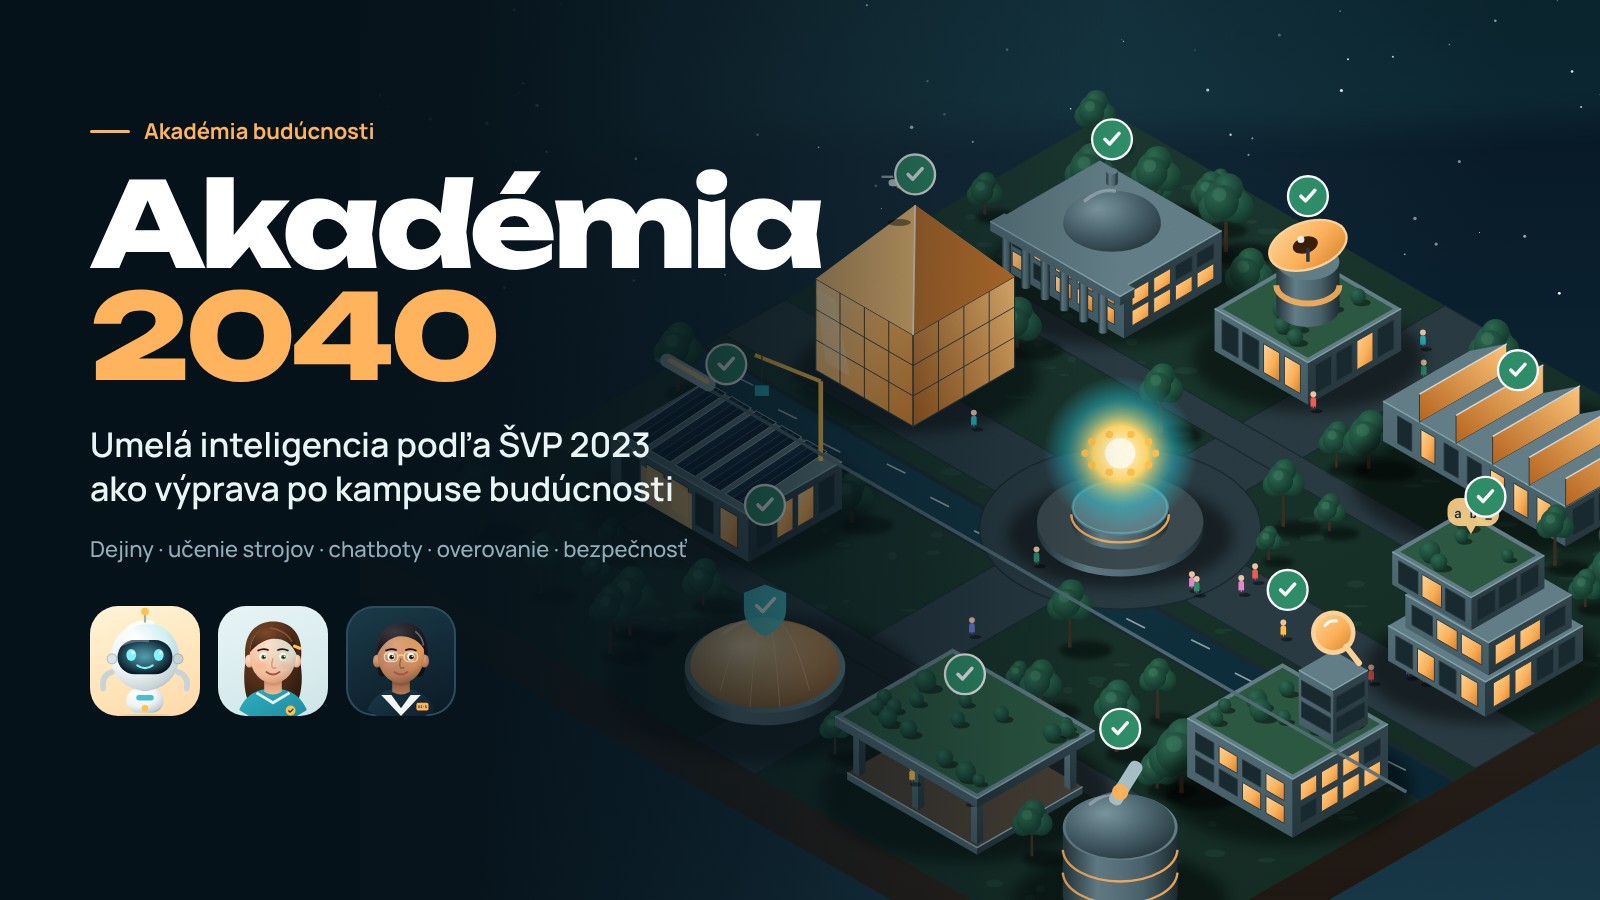 Akadémia budúcnosti
Akadémia
2040
Umelá inteligencia podľa ŠVP 2023
ako výprava po kampuse budúcnosti
Dejiny · učenie strojov · chatboty · overovanie · bezpečnosť